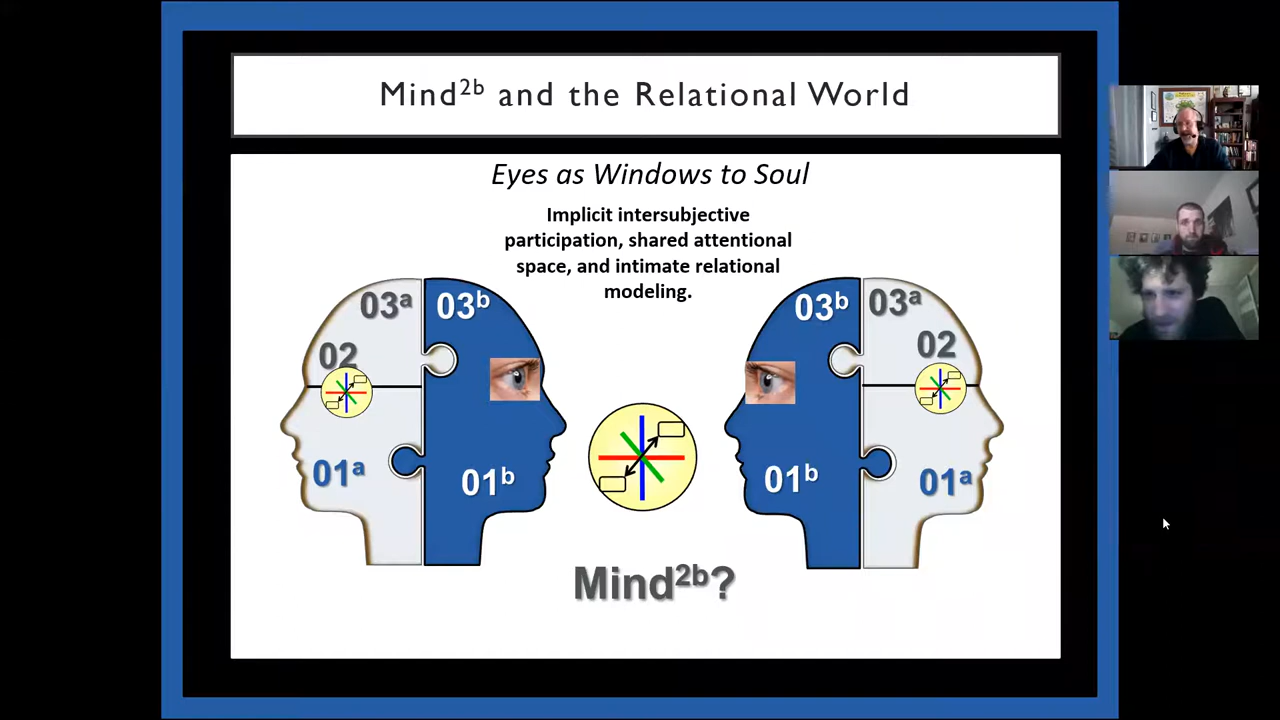 Mind²ᵇ and the Relational World
Eyes as Windows to Soul
Implicit intersubjective
participation, shared attentional
space, and intimate relational
modeling.
03ᵃ 03ᵇ 03ᵇ 03ᵃ
02 02
01ᵃ 01ᵇ 01ᵇ 01ᵃ
Mind²ᵇ?